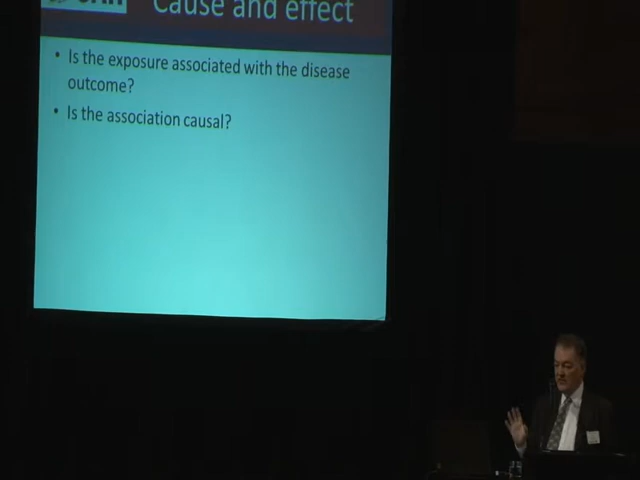 Cause and effect
• Is the exposure associated with the disease
outcome?
• Is the association causal?